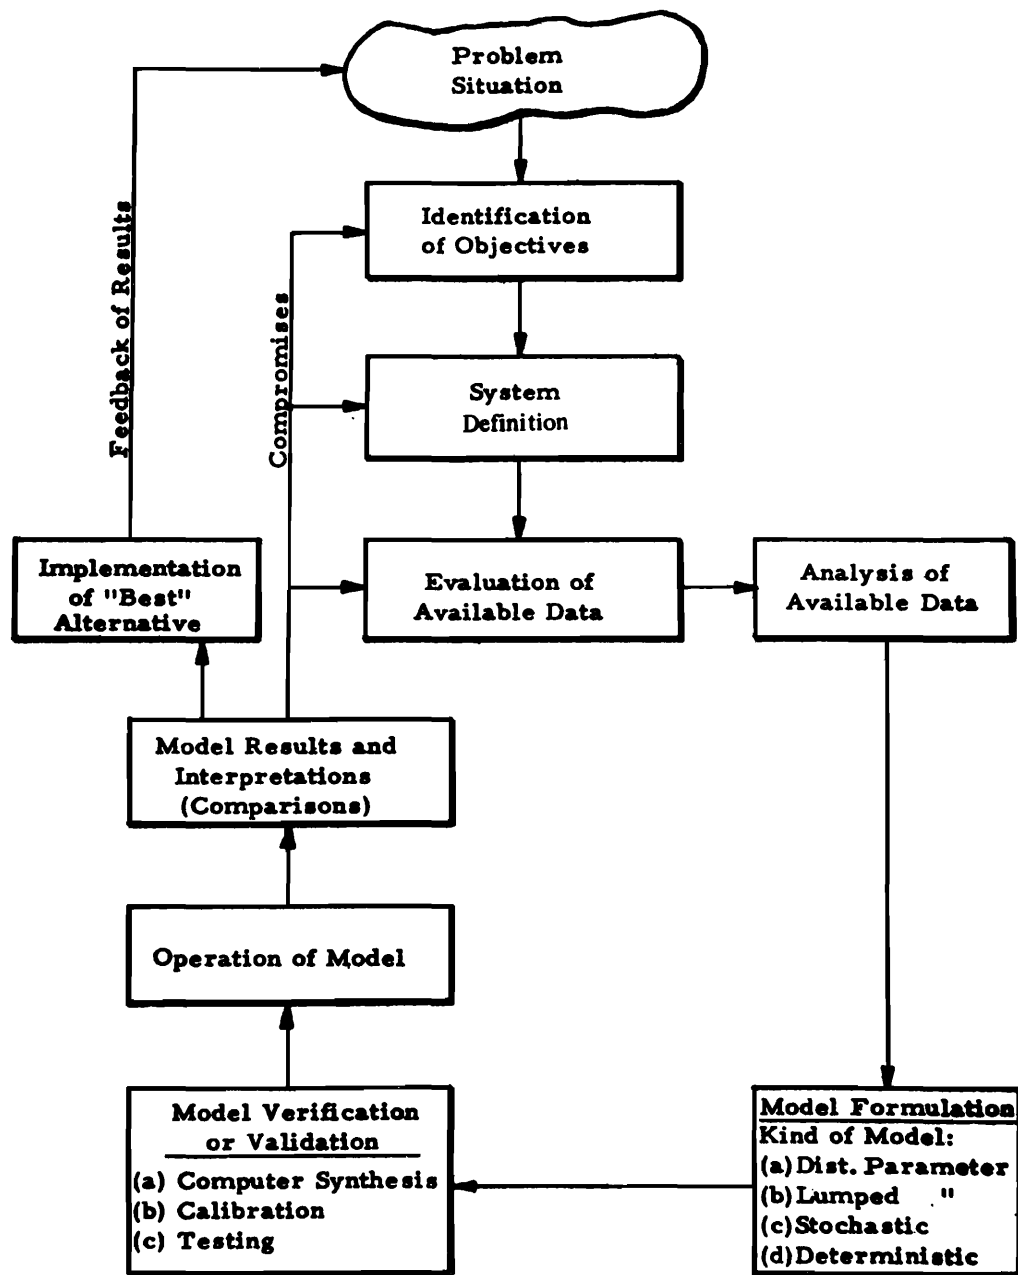 Problem
Situation
Identification
of Objectives
System
Definition
Feedback of Results
Compromises
Implementation
of "Best"
Alternative
Evaluation of
Available Data
Analysis of
Available Data
Model Results and
Interpretations
(Comparisons)
Operation of Model
Model Verification
or Validation
(a) Computer Synthesis
(b) Calibration
(c) Testing
Model Formulation
Kind of Model:
(a) Dist. Parameter
(b) Lumped "
(c) Stochastic
(d) Deterministic